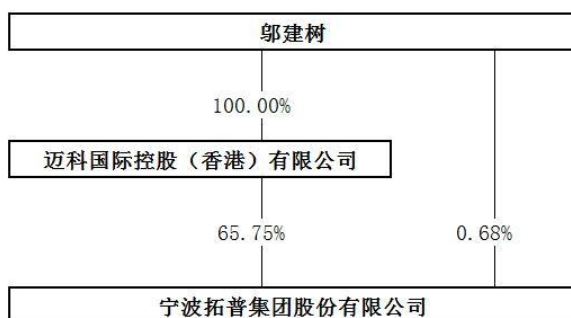 邬建树
100.00%
迈科国际控股（香港）有限公司
65.75%
0.68%
宁波拓普集团股份有限公司